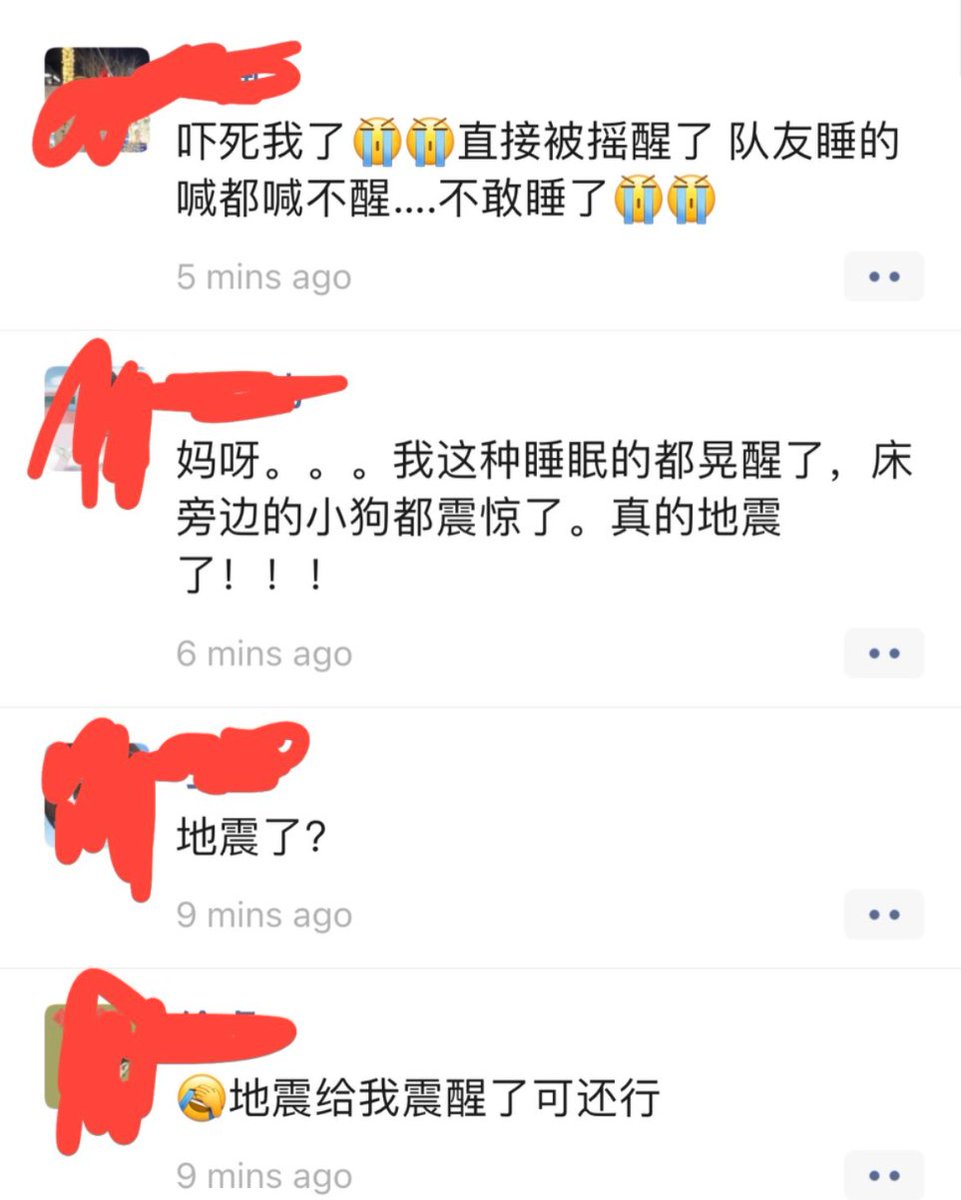 吓死我了😭😭直接被摇醒了 队友睡的
喊都喊不醒....不敢睡了😭😭
5 mins ago
妈呀。。。我这种睡眠的都晃醒了，床
旁边的小狗都震惊了。真的地震
了！！！
6 mins ago
地震了？
9 mins ago
🤣地震给我震醒了可还行
9 mins ago